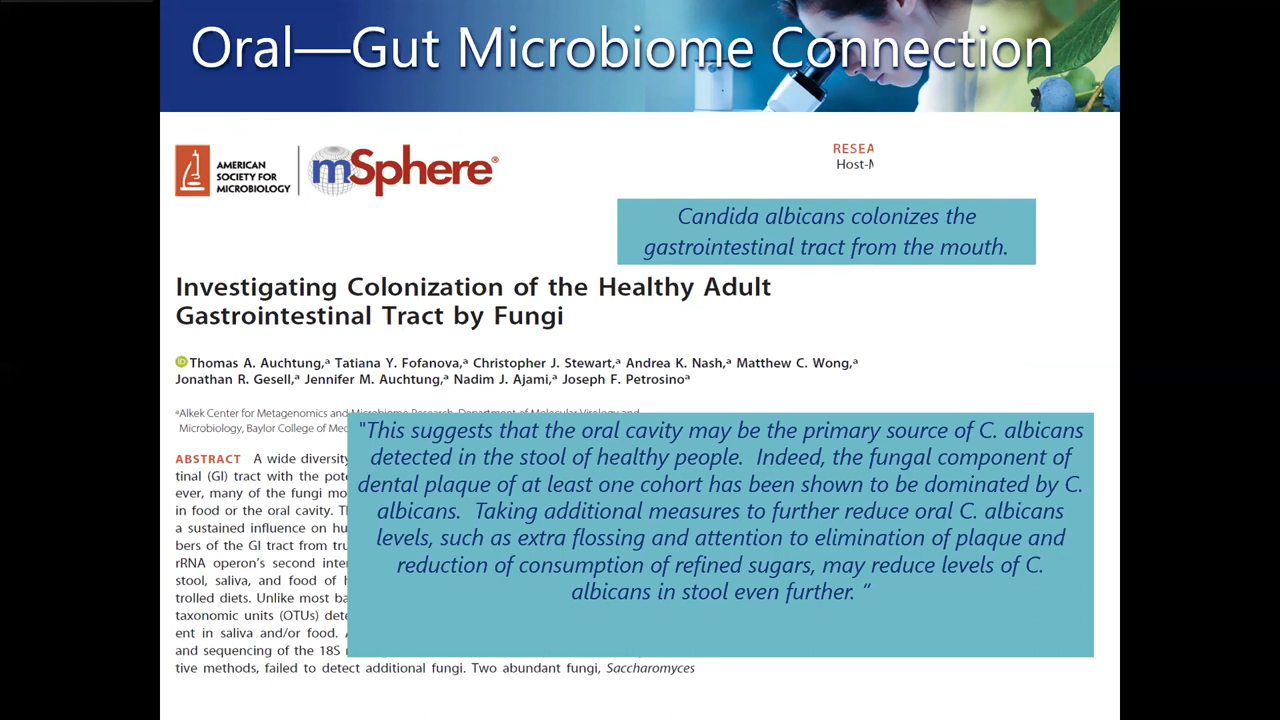 Oral—Gut Microbiome Connection
AMERICAN
SOCIETY FOR
MICROBIOLOGY
mSphere®
RESEA
Host-M
Candida albicans colonizes the
gastrointestinal tract from the mouth.
Investigating Colonization of the Healthy Adult
Gastrointestinal Tract by Fungi
Thomas A. Auchtung,ᵃ Tatiana Y. Fofanova,ᵃ Christopher J. Stewart,ᵃ Andrea K. Nash,ᵃ Matthew C. Wong,ᵃ
Jonathan R. Gesell,ᵃ Jennifer M. Auchtung,ᵃ Nadim J. Ajami,ᵃ Joseph F. Petrosinoᵃ
ᵃAlkek Center for Metagenomics and Microbiome Research, Department of Molecular Virology and
Microbiology, Baylor College of Med
"This suggests that the oral cavity may be the primary source of C. albicans
detected in the stool of healthy people. Indeed, the fungal component of
dental plaque of at least one cohort has been shown to be dominated by C.
albicans. Taking additional measures to further reduce oral C. albicans
levels, such as extra flossing and attention to elimination of plaque and
reduction of consumption of refined sugars, may reduce levels of C.
albicans in stool even further. "
ABSTRACT A wide diversity
tinal (GI) tract with the pote
ever, many of the fungi mo
in food or the oral cavity. T
a sustained influence on hu
bers of the GI tract from tru
rRNA operon's second inter
stool, saliva, and food of h
trolled diets. Unlike most ba
taxonomic units (OTUs) dete
ent in saliva and/or food. A
and sequencing of the 18S
tive methods, failed to detect additional fungi. Two abundant fungi, Saccharomyces